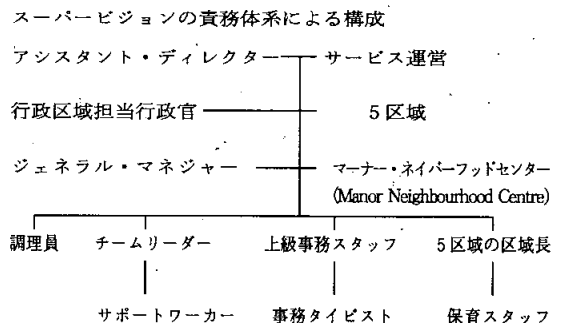 スーパービジョンの責務体系による構成
アシスタント・ディレクター サービス運営
行政区域担当行政官 5区域
ジェネラル・マネジャー マーナー・ネイバーフッドセンター
(Manor Neighbourhood Centre)
調理員 チームリーダー 上級事務スタッフ 5区域の区域長
サポートワーカー 事務タイピスト 保育スタッフ